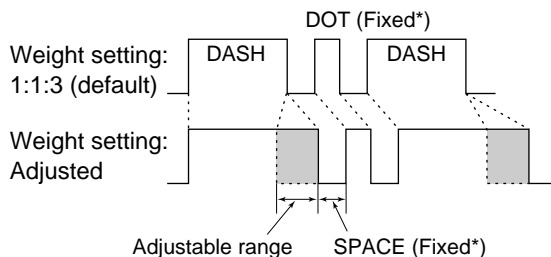 DOT (Fixed*)
Weight setting:
1:1:3 (default)
DASH
DASH
Weight setting:
Adjusted
Adjustable range
SPACE (Fixed*)